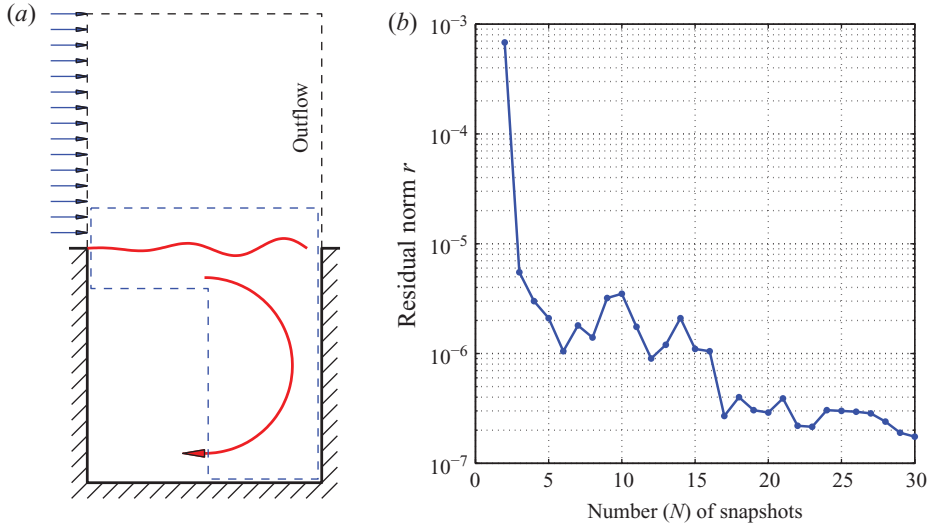 (a)
Outflow
(b)
10⁻³
10⁻⁴
10⁻⁵
10⁻⁶
10⁻⁷
Residual norm r
0 5 10 15 20 25 30
Number (N) of snapshots